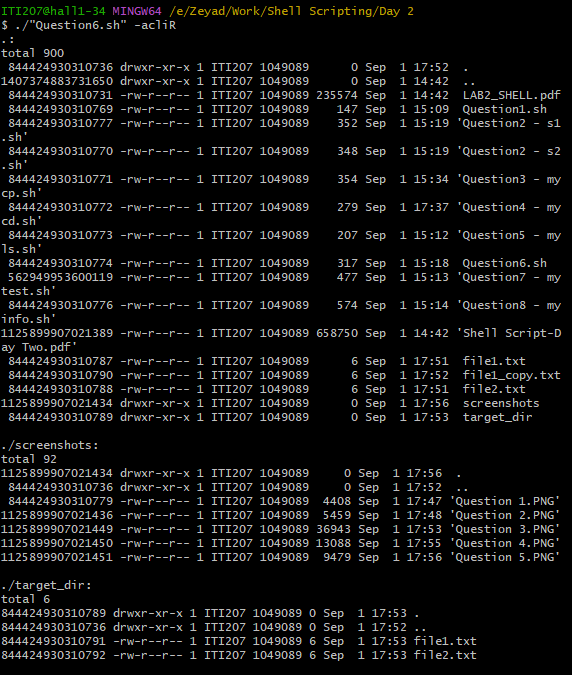 ITI207@hall1-34 MINGW64 /e/Zeyad/Work/Shell Scripting/Day 2
$ ./"Question6.sh" -acliR
.:
total 900
 844424930310736 drwxr-xr-x 1 ITI207 1049089      0 Sep  1 17:52  .
1407374883731650 drwxr-xr-x 1 ITI207 1049089      0 Sep  1 14:42  ..
 844424930310731 -rw-r--r-- 1 ITI207 1049089 235574 Sep  1 14:42  LAB2_SHELL.pdf
 844424930310769 -rw-r--r-- 1 ITI207 1049089    147 Sep  1 15:09  Question1.sh
 844424930310777 -rw-r--r-- 1 ITI207 1049089    352 Sep  1 15:19 'Question2 - s1
.sh'
 844424930310770 -rw-r--r-- 1 ITI207 1049089    348 Sep  1 15:19 'Question2 - s2
.sh'
 844424930310771 -rw-r--r-- 1 ITI207 1049089    354 Sep  1 15:34 'Question3 - my
cp.sh'
 844424930310772 -rw-r--r-- 1 ITI207 1049089    279 Sep  1 17:37 'Question4 - my
cd.sh'
 844424930310773 -rw-r--r-- 1 ITI207 1049089    207 Sep  1 15:12 'Question5 - my
ls.sh'
 844424930310774 -rw-r--r-- 1 ITI207 1049089    317 Sep  1 15:18  Question6.sh
 562949953600119 -rw-r--r-- 1 ITI207 1049089    477 Sep  1 15:13 'Question7 - my
test.sh'
 844424930310776 -rw-r--r-- 1 ITI207 1049089    574 Sep  1 15:14 'Question8 - my
info.sh'
1125899907021389 -rw-r--r-- 1 ITI207 1049089 658750 Sep  1 14:42 'Shell Script-D
ay Two.pdf'
 844424930310787 -rw-r--r-- 1 ITI207 1049089      6 Sep  1 17:51  file1.txt
 844424930310790 -rw-r--r-- 1 ITI207 1049089      6 Sep  1 17:52  file1_copy.txt
 844424930310788 -rw-r--r-- 1 ITI207 1049089      6 Sep  1 17:51  file2.txt
1125899907021434 drwxr-xr-x 1 ITI207 1049089      0 Sep  1 17:56  screenshots
 844424930310789 drwxr-xr-x 1 ITI207 1049089      0 Sep  1 17:53  target_dir

./screenshots:
total 92
1125899907021434 drwxr-xr-x 1 ITI207 1049089     0 Sep  1 17:56  .
 844424930310736 drwxr-xr-x 1 ITI207 1049089     0 Sep  1 17:52  ..
 844424930310779 -rw-r--r-- 1 ITI207 1049089  4408 Sep  1 17:47 'Question 1.PNG'
1125899907021436 -rw-r--r-- 1 ITI207 1049089  5459 Sep  1 17:48 'Question 2.PNG'
1125899907021449 -rw-r--r-- 1 ITI207 1049089 36943 Sep  1 17:53 'Question 3.PNG'
1125899907021450 -rw-r--r-- 1 ITI207 1049089 13088 Sep  1 17:55 'Question 4.PNG'
1125899907021451 -rw-r--r-- 1 ITI207 1049089  9479 Sep  1 17:56 'Question 5.PNG'

./target_dir:
total 6
844424930310789 drwxr-xr-x 1 ITI207 1049089 0 Sep  1 17:53 .
844424930310736 drwxr-xr-x 1 ITI207 1049089 0 Sep  1 17:52 ..
844424930310791 -rw-r--r-- 1 ITI207 1049089 6 Sep  1 17:53 file1.txt
844424930310792 -rw-r--r-- 1 ITI207 1049089 6 Sep  1 17:53 file2.txt